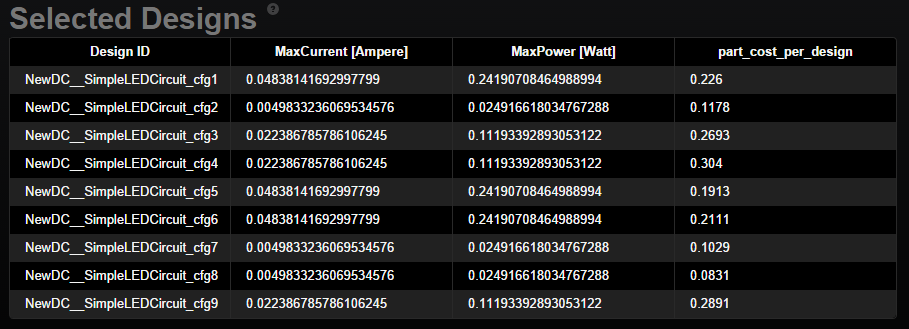 Selected Designs ?
Design ID MaxCurrent [Ampere] MaxPower [Watt] part_cost_per_design
NewDC__SimpleLEDCircuit_cfg1 0.04838141692997799 0.24190708464988994 0.226
NewDC__SimpleLEDCircuit_cfg2 0.0049833236069534576 0.024916618034767288 0.1178
NewDC__SimpleLEDCircuit_cfg3 0.022386785786106245 0.11193392893053122 0.2693
NewDC__SimpleLEDCircuit_cfg4 0.022386785786106245 0.11193392893053122 0.304
NewDC__SimpleLEDCircuit_cfg5 0.04838141692997799 0.24190708464988994 0.1913
NewDC__SimpleLEDCircuit_cfg6 0.04838141692997799 0.24190708464988994 0.2111
NewDC__SimpleLEDCircuit_cfg7 0.0049833236069534576 0.024916618034767288 0.1029
NewDC__SimpleLEDCircuit_cfg8 0.0049833236069534576 0.024916618034767288 0.0831
NewDC__SimpleLEDCircuit_cfg9 0.022386785786106245 0.11193392893053122 0.2891